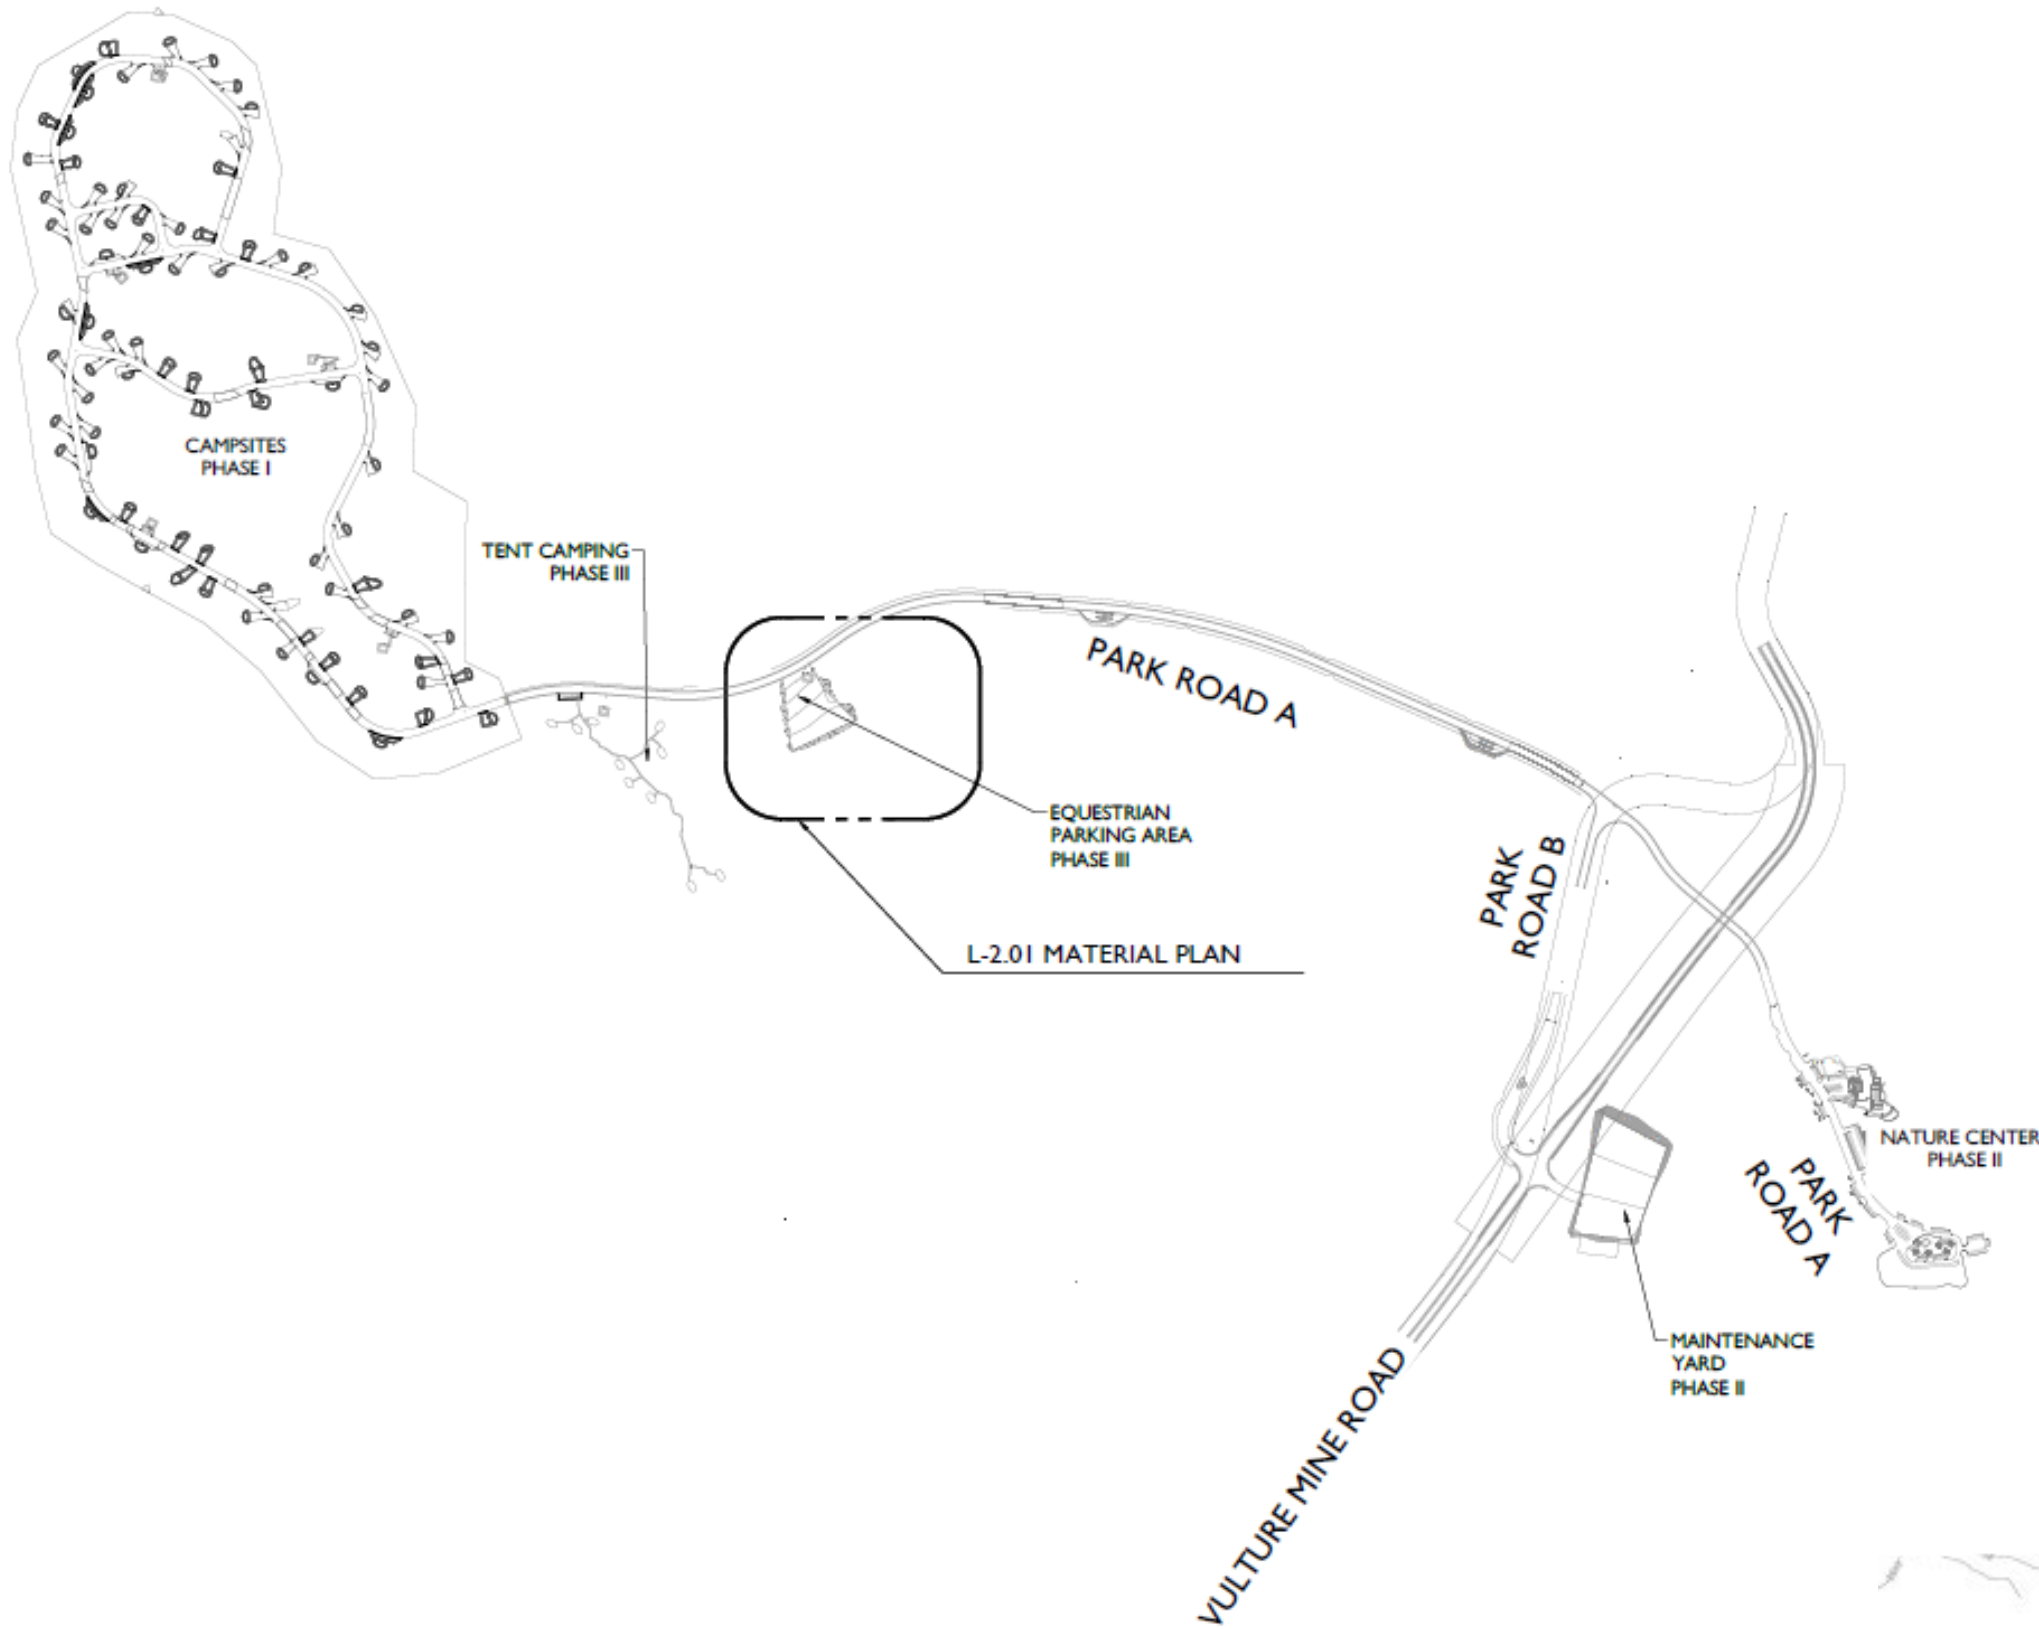 CAMPSITES
PHASE I
TENT CAMPING
PHASE III
PARK ROAD A
EQUESTRIAN
PARKING AREA
PHASE III
PARK
ROAD B
L-2.01 MATERIAL PLAN
NATURE CENTER
PHASE II
PARK
ROAD A
MAINTENANCE
YARD
PHASE II
VULTURE MINE ROAD